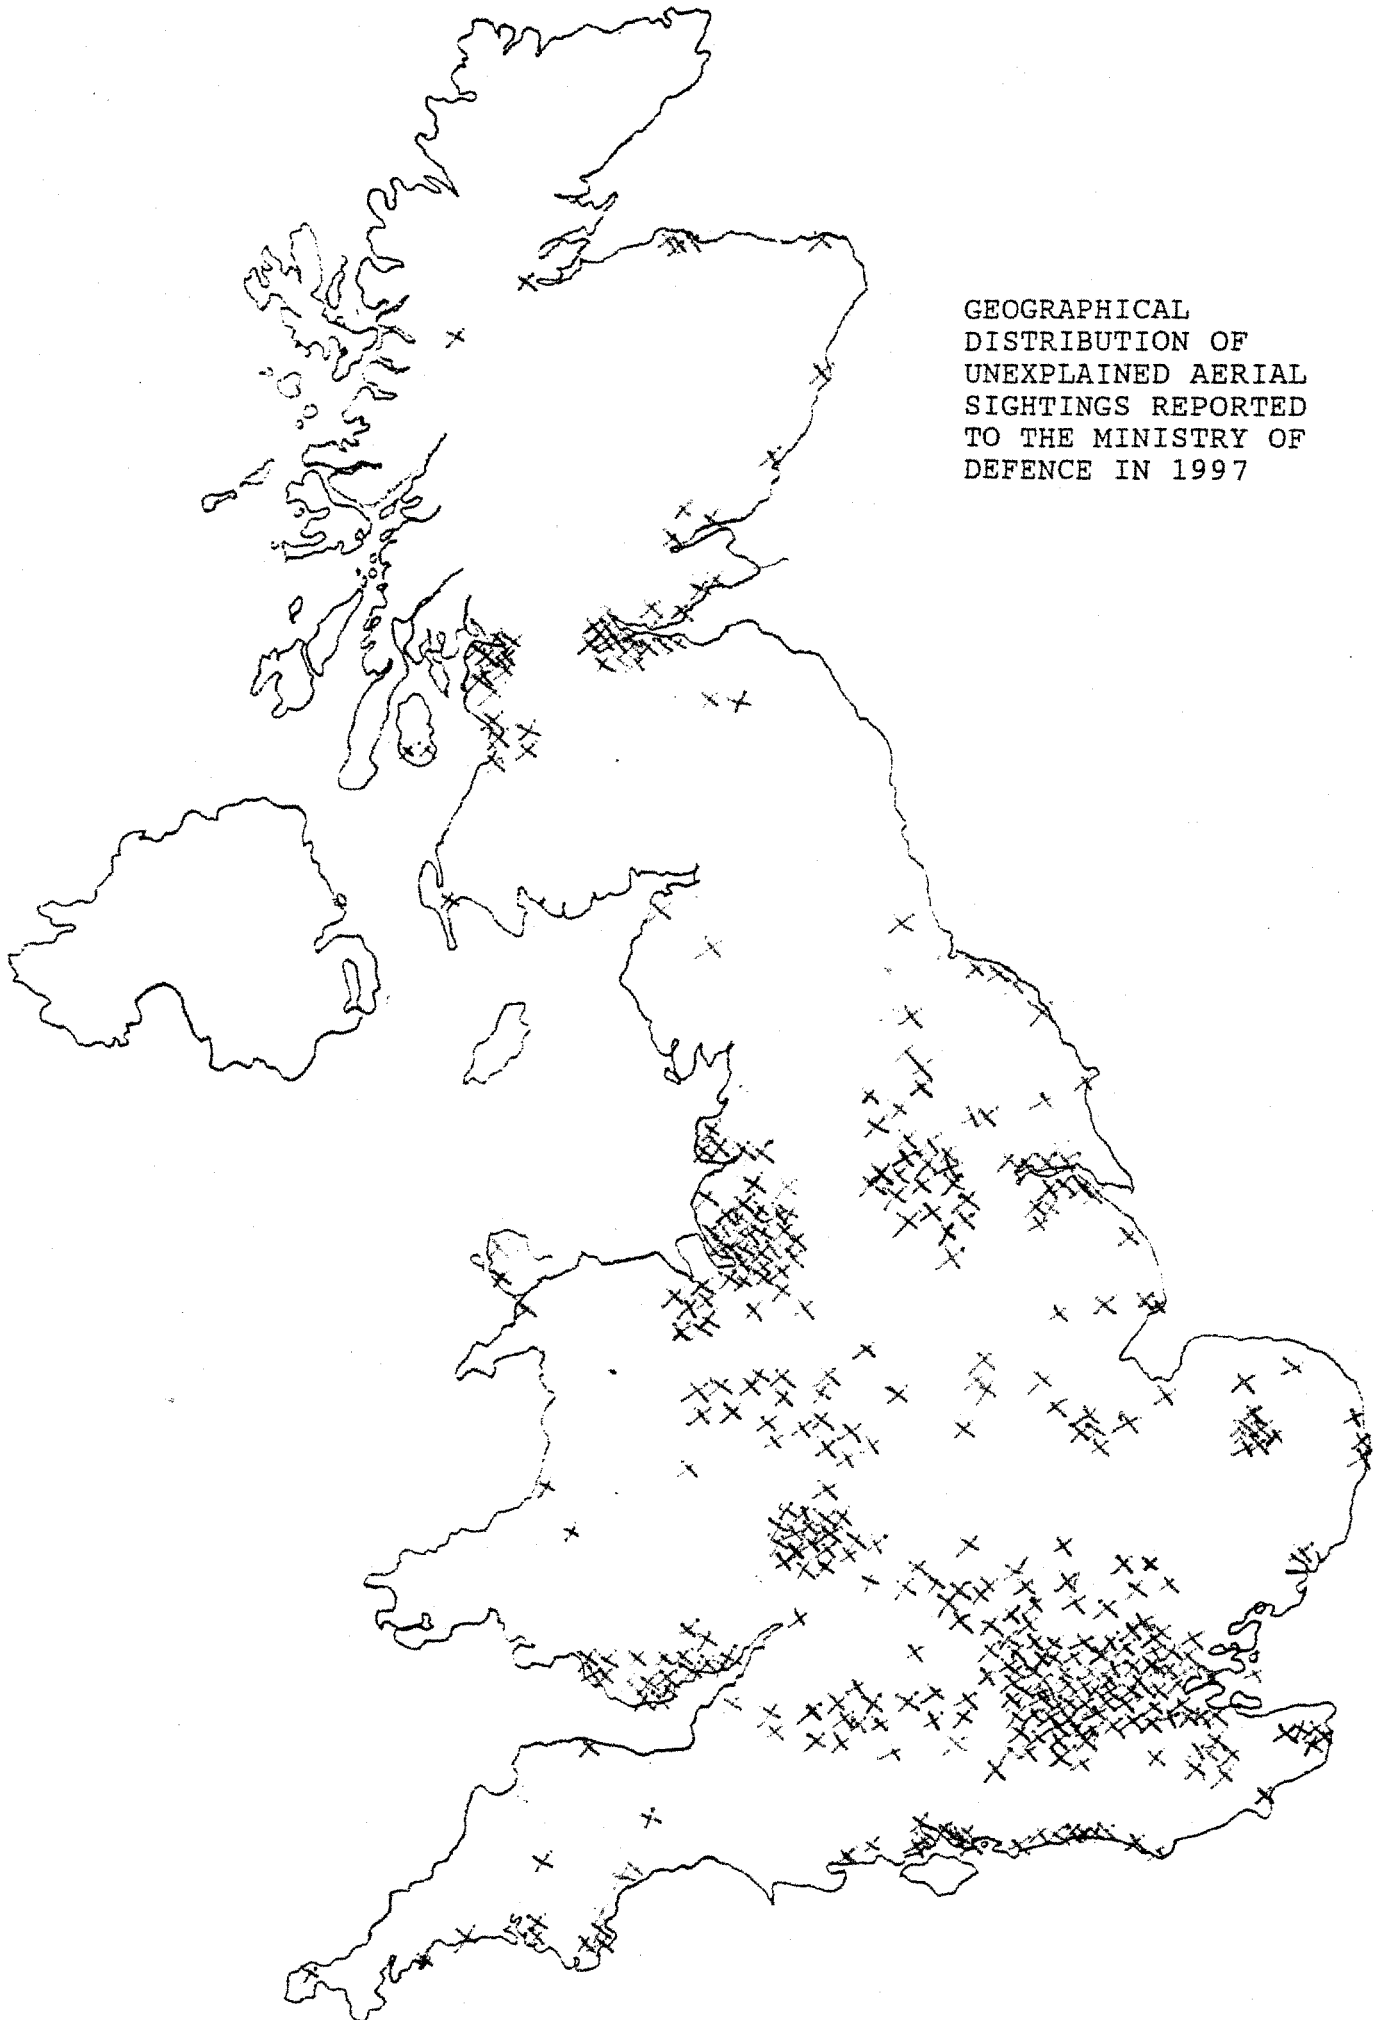 GEOGRAPHICAL
DISTRIBUTION OF
UNEXPLAINED AERIAL
SIGHTINGS REPORTED
TO THE MINISTRY OF
DEFENCE IN 1997